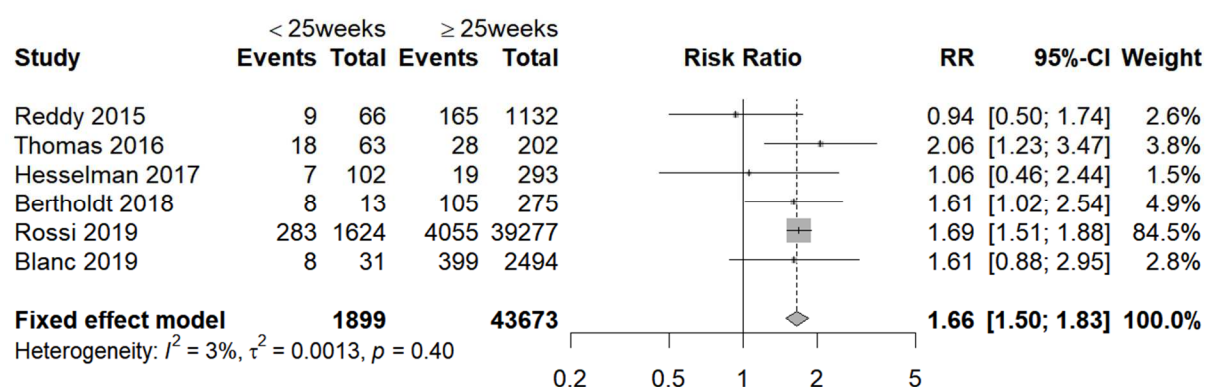 < 25weeks ≥ 25weeks
Study Events Total Events Total Risk Ratio RR 95%-CI Weight
Reddy 2015 9 66 165 1132 0.94 [0.50; 1.74] 2.6%
Thomas 2016 18 63 28 202 2.06 [1.23; 3.47] 3.8%
Hesselman 2017 7 102 19 293 1.06 [0.46; 2.44] 1.5%
Bertholdt 2018 8 13 105 275 1.61 [1.02; 2.54] 4.9%
Rossi 2019 283 1624 4055 39277 1.69 [1.51; 1.88] 84.5%
Blanc 2019 8 31 399 2494 1.61 [0.88; 2.95] 2.8%
Fixed effect model 1899 43673 1.66 [1.50; 1.83] 100.0%
Heterogeneity: I² = 3%, τ² = 0.0013, p = 0.40
0.2 0.5 1 2 5